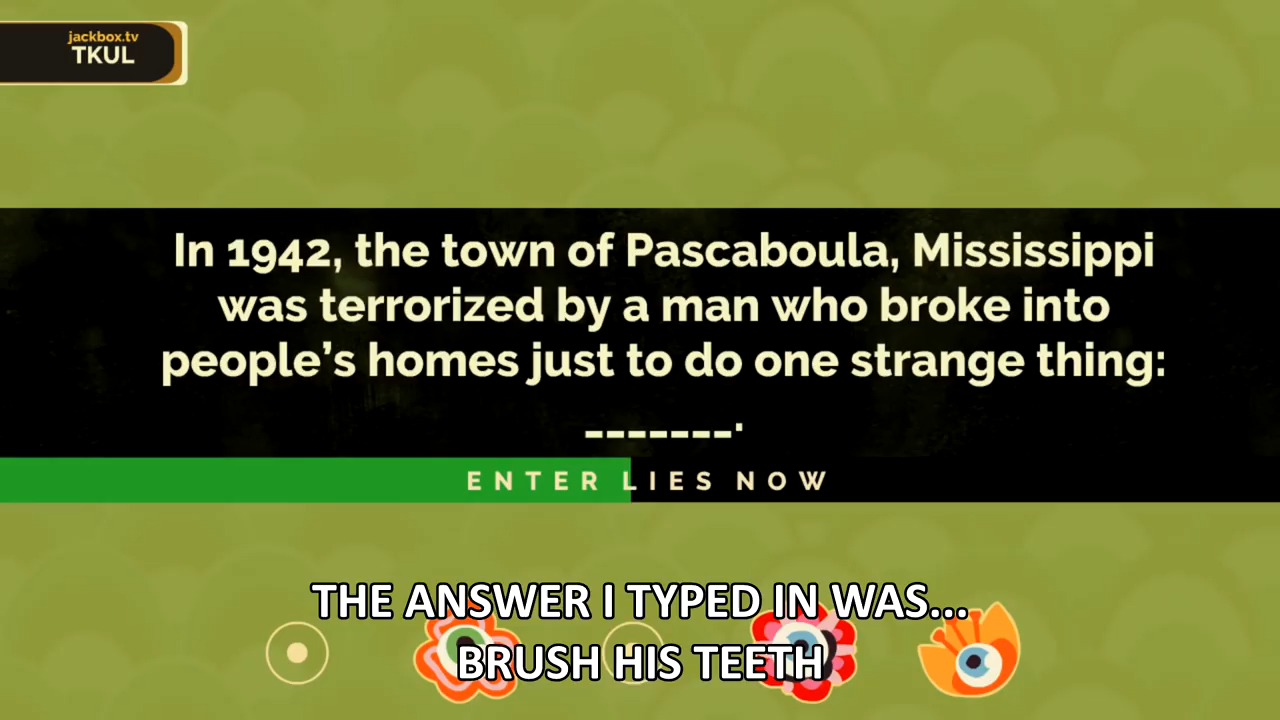 jackbox.tv
TKUL
In 1942, the town of Pascaboula, Mississippi
was terrorized by a man who broke into
people’s homes just to do one strange thing:
_______.
ENTER LIES NOW
THE ANSWER I TYPED IN WAS...
BRUSH HIS TEETH